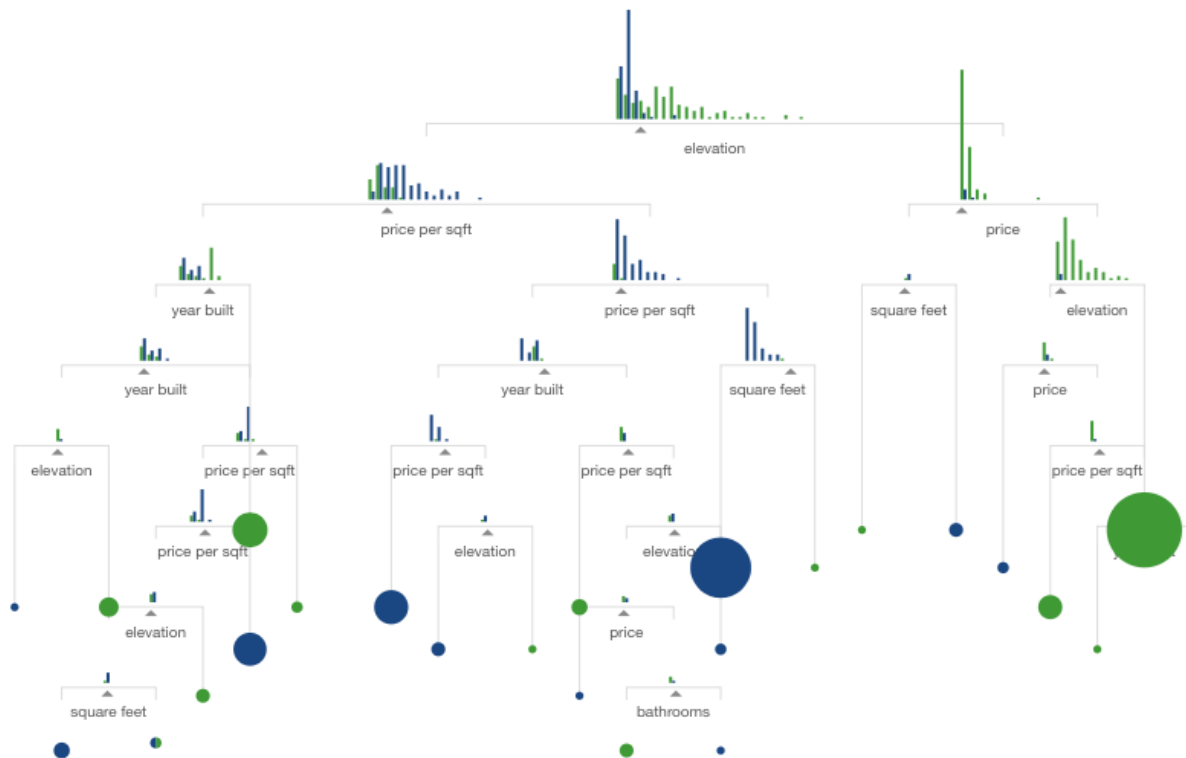 elevation
price per sqft
price
year built
price per sqft
square feet
elevation
year built
year built
square feet
price
elevation
price per sqft
price per sqft
price per sqft
price per sqft
price per sqft
elevation
elevation
elevation
price
square feet
bathrooms